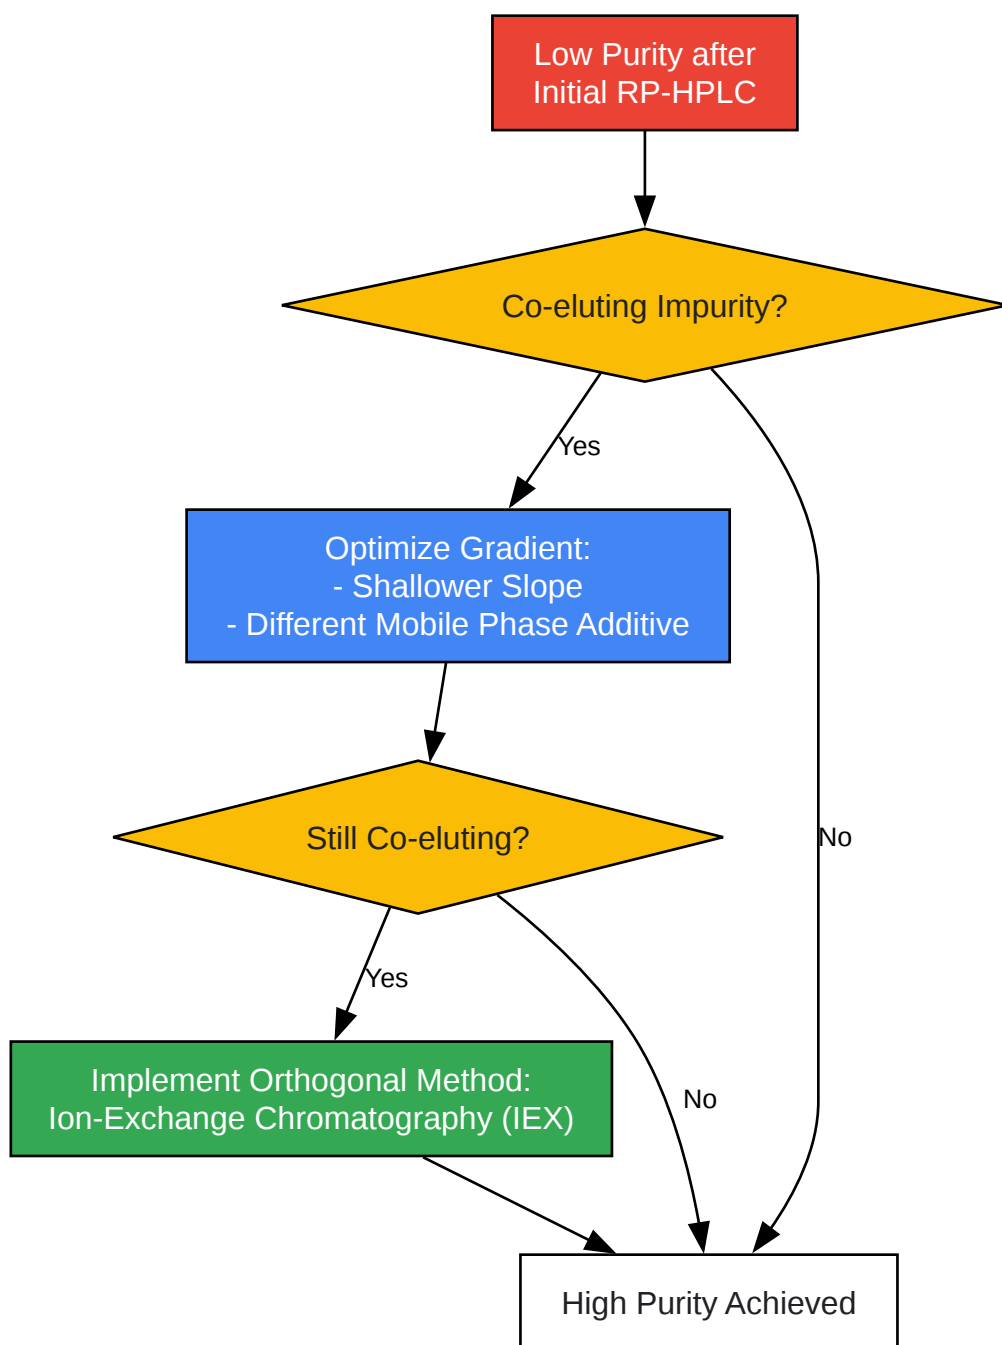 Low Purity after
Initial RP-HPLC
Co-eluting Impurity?
Yes
Optimize Gradient:
- Shallower Slope
- Different Mobile Phase Additive
Still Co-eluting?
No
Yes
Implement Orthogonal Method:
Ion-Exchange Chromatography (IEX)
No
High Purity Achieved